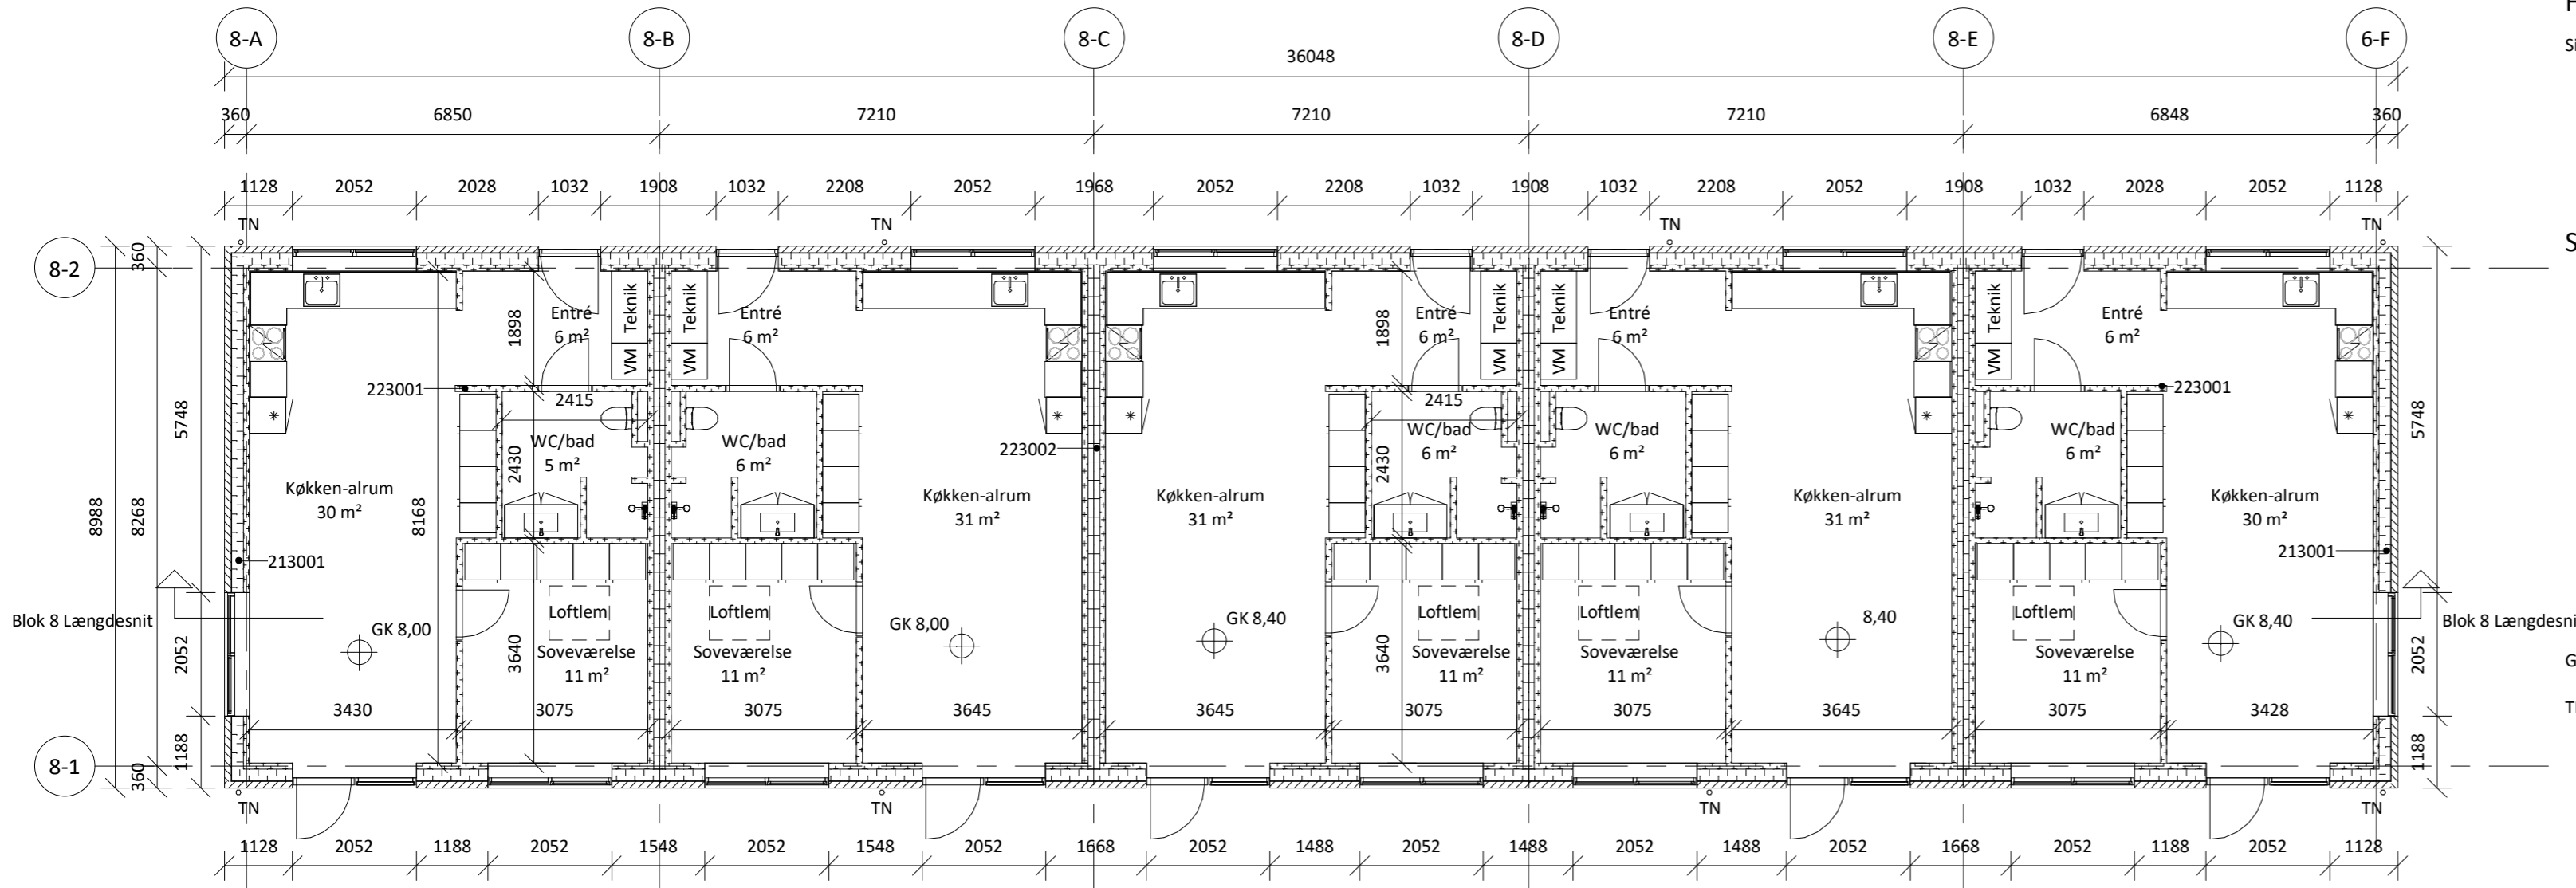 8-A
8-B
8-C
8-D
8-E
6-F
36048
360
6850
7210
7210
7210
6848
360
1128
2052
2028
1032
1908
1032
2208
2052
1968
2052
2208
1032
1908
1032
2208
2052
1908
1032
2028
2052
1128
TN
TN
TN
TN
8-2
8-1
8988
360
8268
360
5748
2052
1188
Blok 8 Længdesnit
Entré
6 m²
Teknik
VM
1898
223001
2415
WC/bad
5 m²
2430
Køkken-alrum
30 m²
8168
213001
GK 8,00
Loftlem
Soveværelse
11 m²
3640
3430
3075
Teknik
VM
Entré
6 m²
WC/bad
6 m²
Køkken-alrum
31 m²
223002
Loftlem
Soveværelse
11 m²
GK 8,00
3075
3645
Køkken-alrum
31 m²
GK 8,40
1898
Entré
6 m²
Teknik
VM
2415
WC/bad
6 m²
2430
Loftlem
Soveværelse
11 m²
3640
3645
3075
Teknik
VM
Entré
6 m²
WC/bad
6 m²
Køkken-alrum
31 m²
Loftlem
Soveværelse
11 m²
8,40
3075
3645
Teknik
VM
Entré
6 m²
223001
WC/bad
6 m²
Køkken-alrum
30 m²
213001
Loftlem
Soveværelse
11 m²
GK 8,40
3075
3428
5748
2052
1188
TN
TN
TN
TN
1128
2052
1188
2052
1548
2052
1548
2052
1668
2052
1488
2052
1488
2052
1488
2052
1668
2052
1188
2052
1128